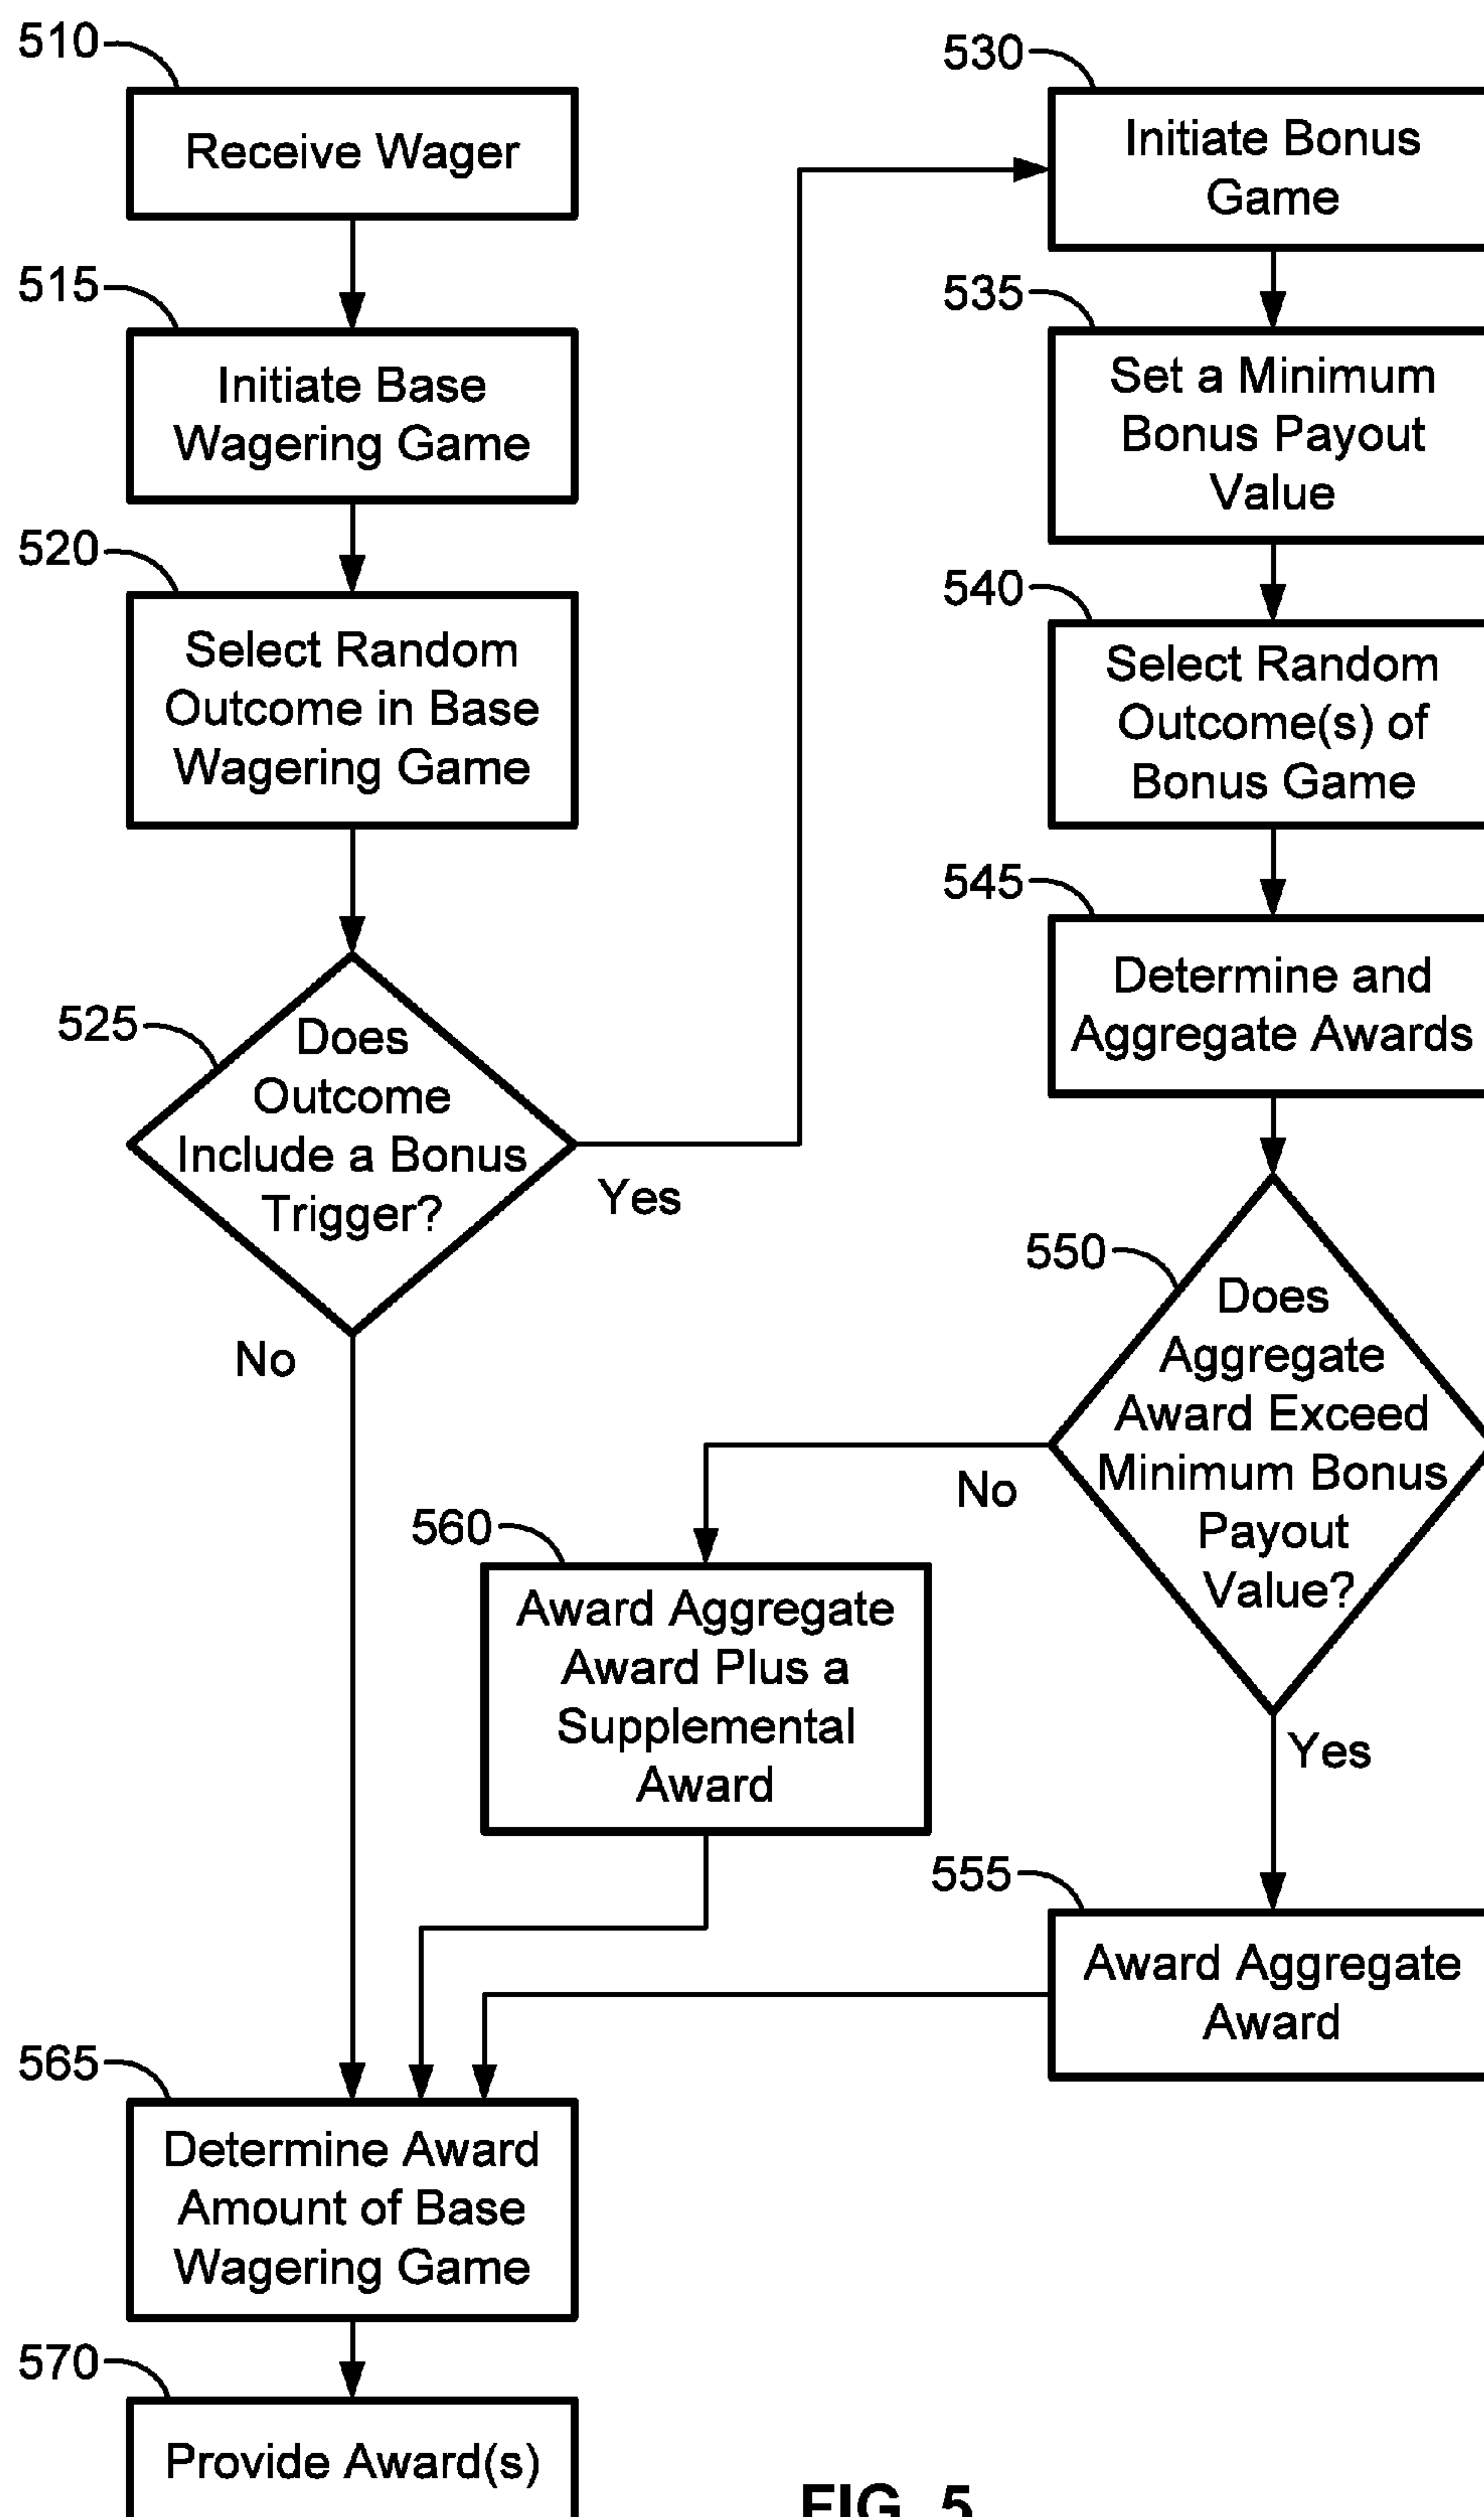 510
Receive Wager
515
Initiate Base
Wagering Game
520
Select Random
Outcome in Base
Wagering Game
525
Does
Outcome
Include a Bonus
Trigger?
Yes
No
530
Initiate Bonus
Game
535
Set a Minimum
Bonus Payout
Value
540
Select Random
Outcome(s) of
Bonus Game
545
Determine and
Aggregate Awards
550
Does
Aggregate
Award Exceed
Minimum Bonus
Payout
Value?
No
Yes
560
Award Aggregate
Award Plus a
Supplemental
Award
555
Award Aggregate
Award
565
Determine Award
Amount of Base
Wagering Game
570
Provide Award(s)
FIG. 5